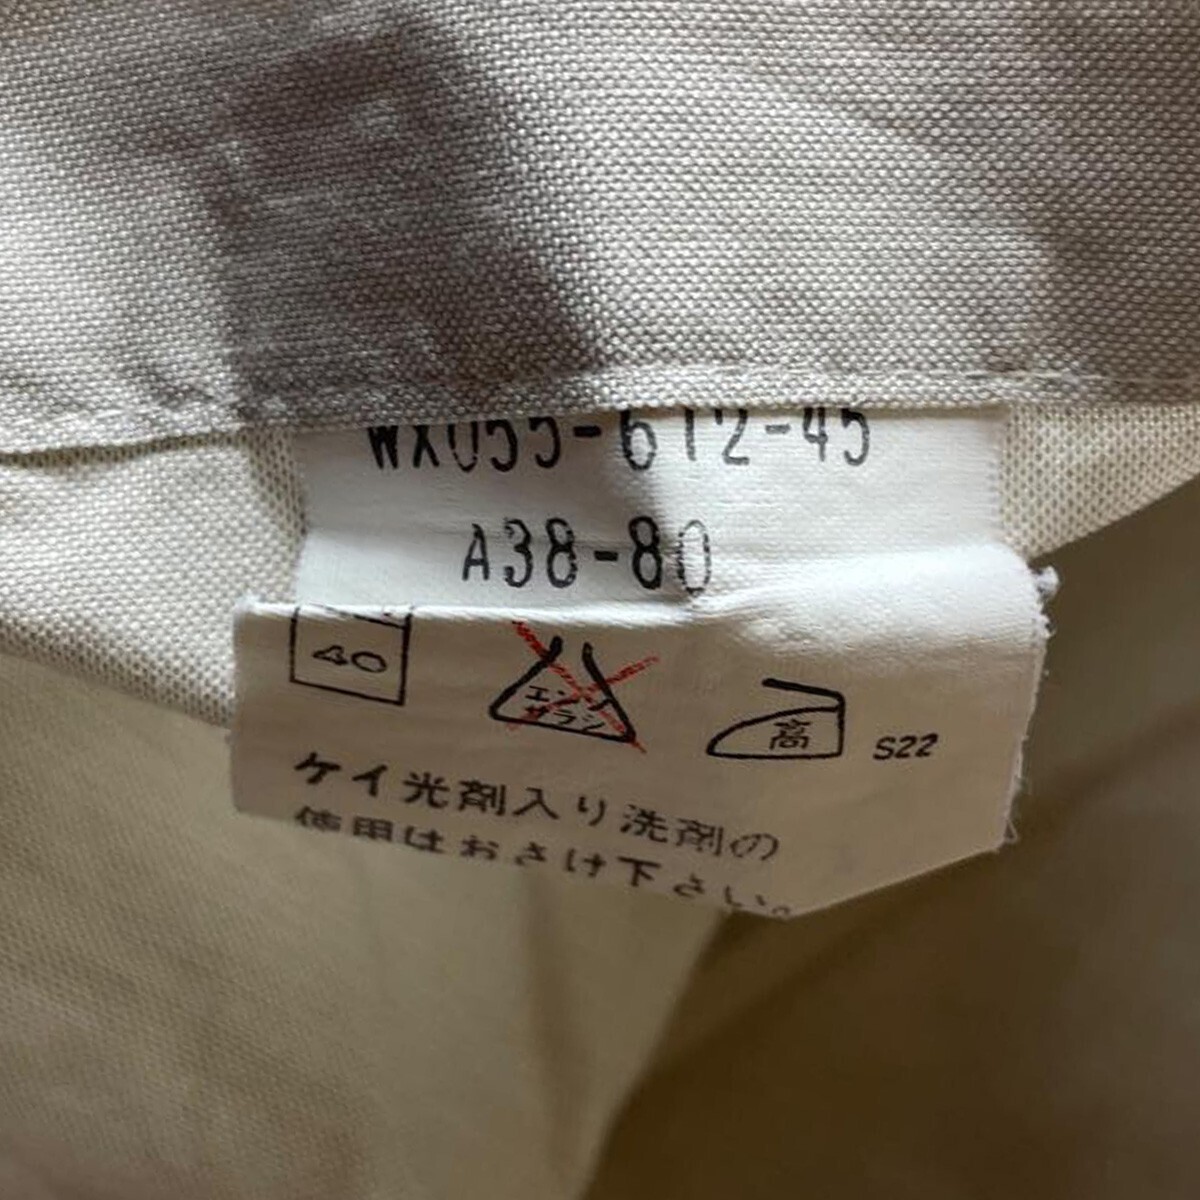 WX055-612-45
A38-80
40
エンソ
サラシ
高 S22
ケイ光剤入り洗剤の
使用はおさけ下さい。